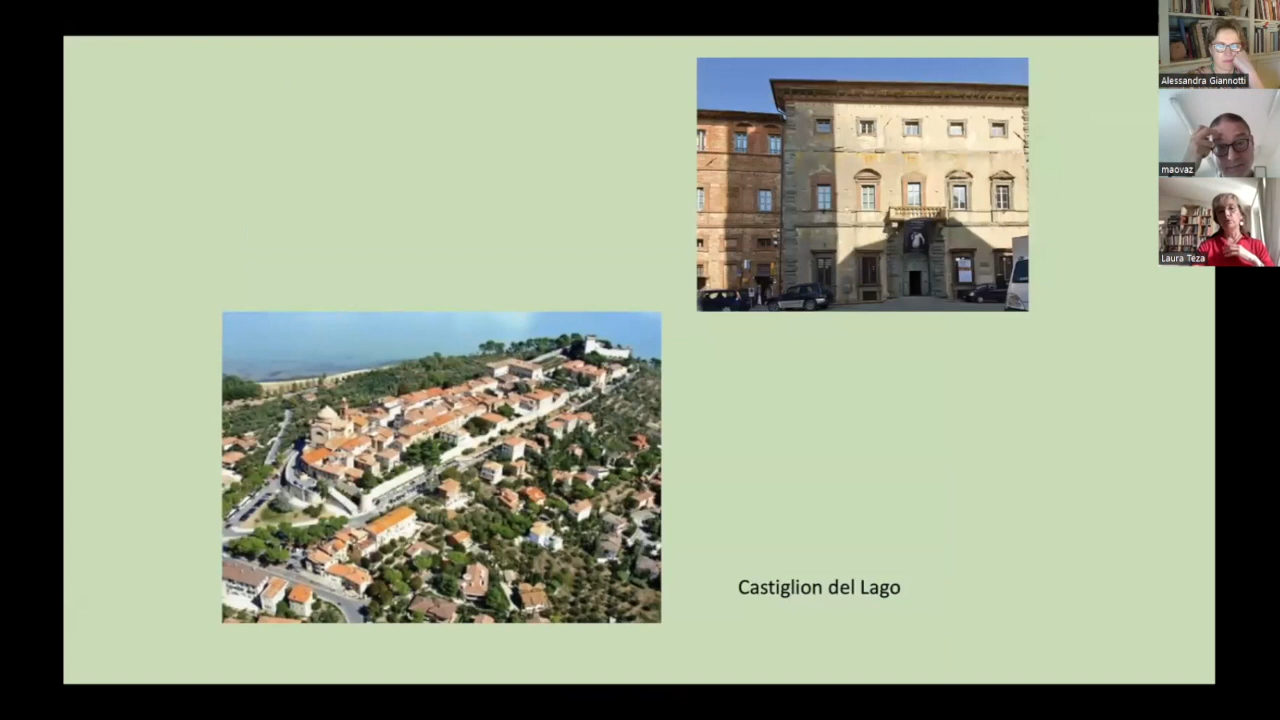 Alessandra Giannotti
maovaz
Laura Teza
Castiglion del Lago